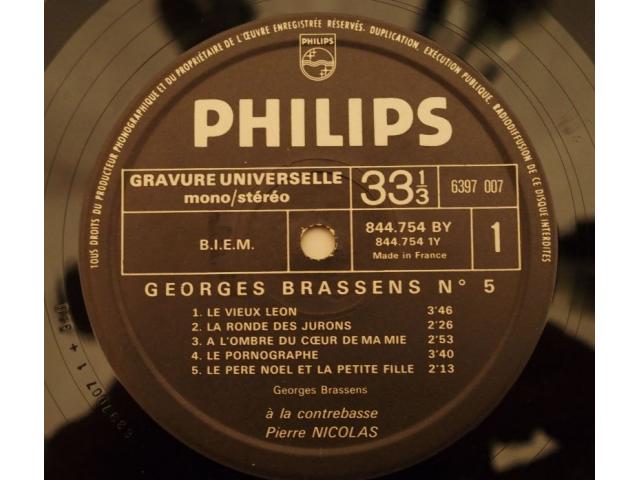 TOUS DROITS DU PRODUCTEUR PHONOGRAPHIQUE ET DU PROPRIÉTAIRE DE L'ŒUVRE ENREGISTRÉE RÉSERVÉS. DUPLICATION, EXÉCUTION PUBLIQUE, RADIODIFFUSION DE CE DISQUE INTERDITES
PHILIPS
PHILIPS
GRAVURE UNIVERSELLE
mono/stéréo
33 1/3
6397 007
B.I.E.M.
844.754 BY
844.754 1Y
Made in France
1
GEORGES BRASSENS N° 5
1. LE VIEUX LEON 3'46
2. LA RONDE DES JURONS 2'26
3. A L'OMBRE DU CŒUR DE MA MIE 2'53
4. LE PORNOGRAPHE 3'40
5. LE PERE NOEL ET LA PETITE FILLE 2'13
Georges Brassens
à la contrebasse
Pierre NICOLAS